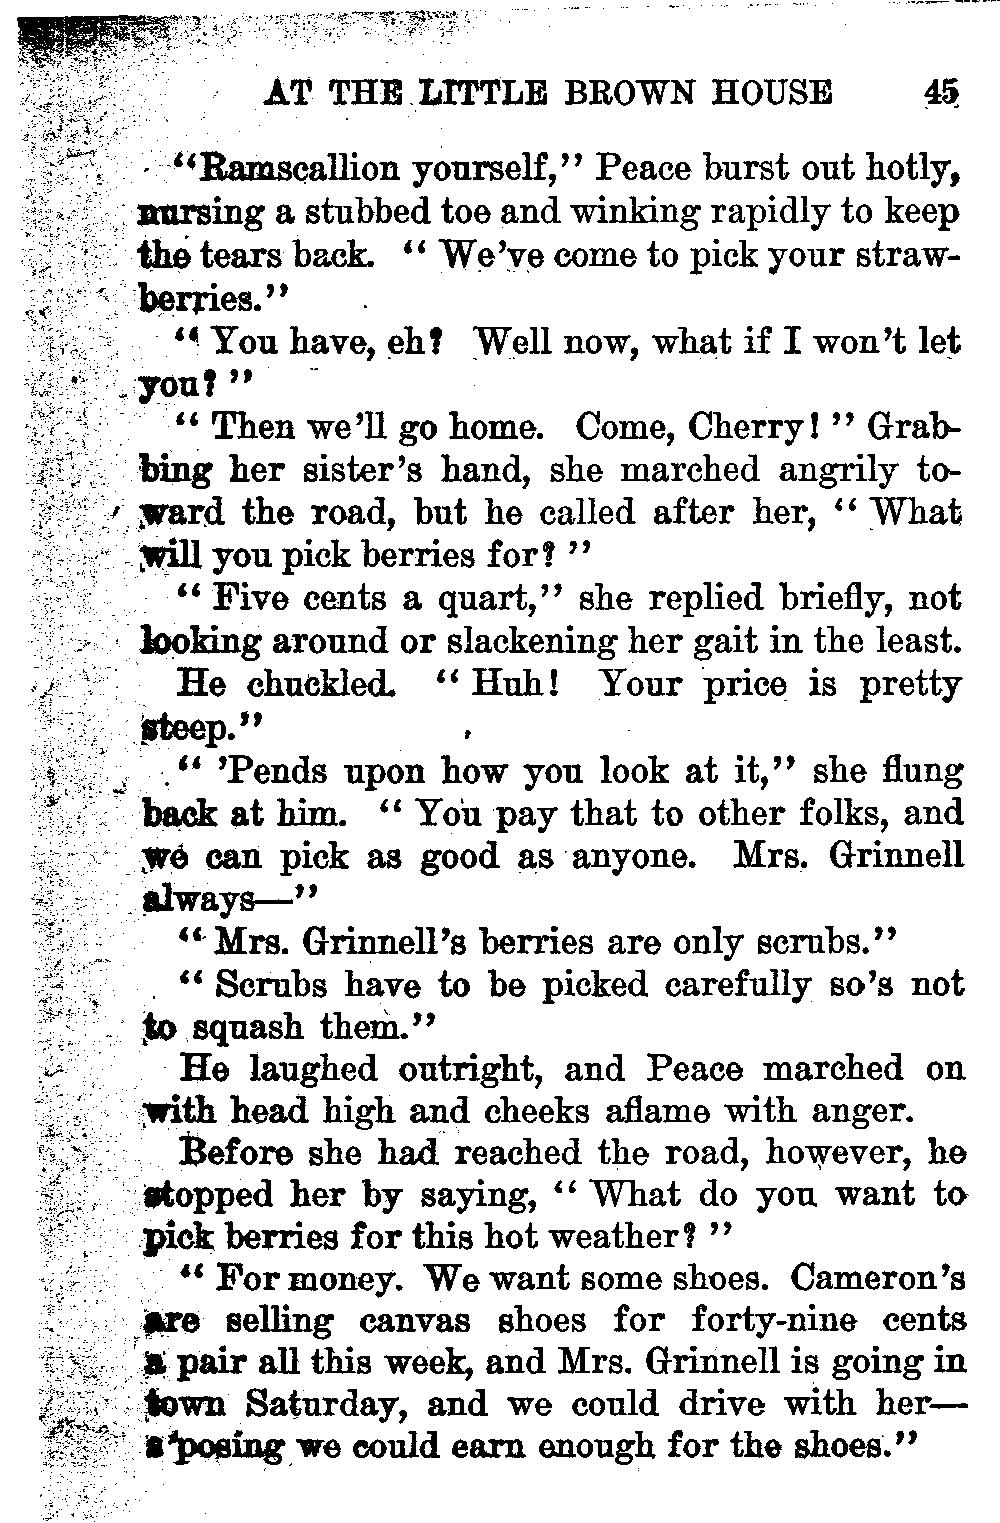 AT THE LITTLE BROWN HOUSE 45
"Ramscallion yourself," Peace burst out hotly,
nursing a stubbed toe and winking rapidly to keep
the tears back. "We've come to pick your straw-
berries."
"You have, eh? Well now, what if I won't let
you?"
"Then we'll go home. Come, Cherry!" Grab-
bing her sister's hand, she marched angrily to-
ward the road, but he called after her, "What
will you pick berries for?"
"Five cents a quart," she replied briefly, not
looking around or slackening her gait in the least.
He chuckled. "Huh! Your price is pretty
steep."
"'Pends upon how you look at it," she flung
back at him. "You pay that to other folks, and
we can pick as good as anyone. Mrs. Grinnell
always—"
"Mrs. Grinnell's berries are only scrubs."
"Scrubs have to be picked carefully so's not
to squash them."
He laughed outright, and Peace marched on
with head high and cheeks aflame with anger.
Before she had reached the road, however, he
stopped her by saying, "What do you want to
pick berries for this hot weather?"
"For money. We want some shoes. Cameron's
are selling canvas shoes for forty-nine cents
a pair all this week, and Mrs. Grinnell is going in
town Saturday, and we could drive with her—
s'posing we could earn enough for the shoes."